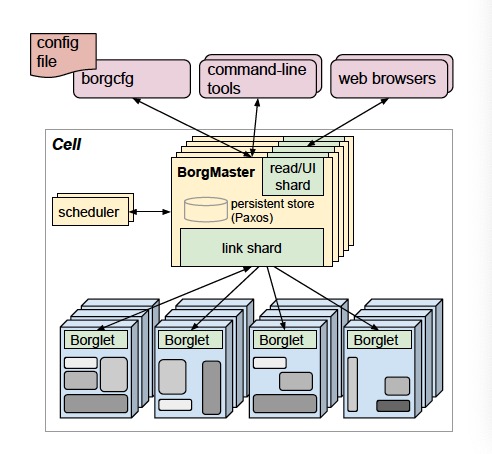 config
file
borgcfg
command-line
tools
web browsers
Cell
BorgMaster
read/UI
shard
persistent store
(Paxos)
scheduler
link shard
Borglet
Borglet
Borglet
Borglet